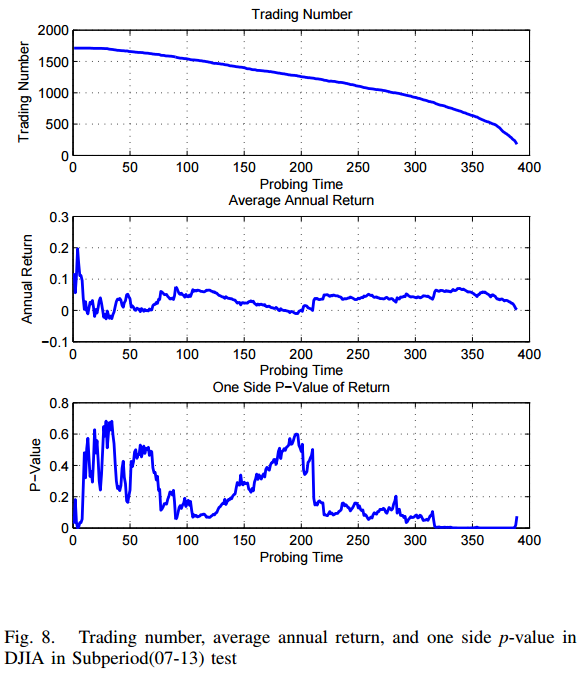 Trading Number
2000
1500
1000
500
0
Trading Number
0 50 100 150 200 250 300 350 400
Probing Time
Average Annual Return
0.3
0.2
0.1
0
−0.1
Annual Return
0 50 100 150 200 250 300 350 400
Probing Time
One Side P−Value of Return
0.8
0.6
0.4
0.2
0
P−Value
0 50 100 150 200 250 300 350 400
Probing Time
Fig. 8. Trading number, average annual return, and one side p-value in
DJIA in Subperiod(07-13) test